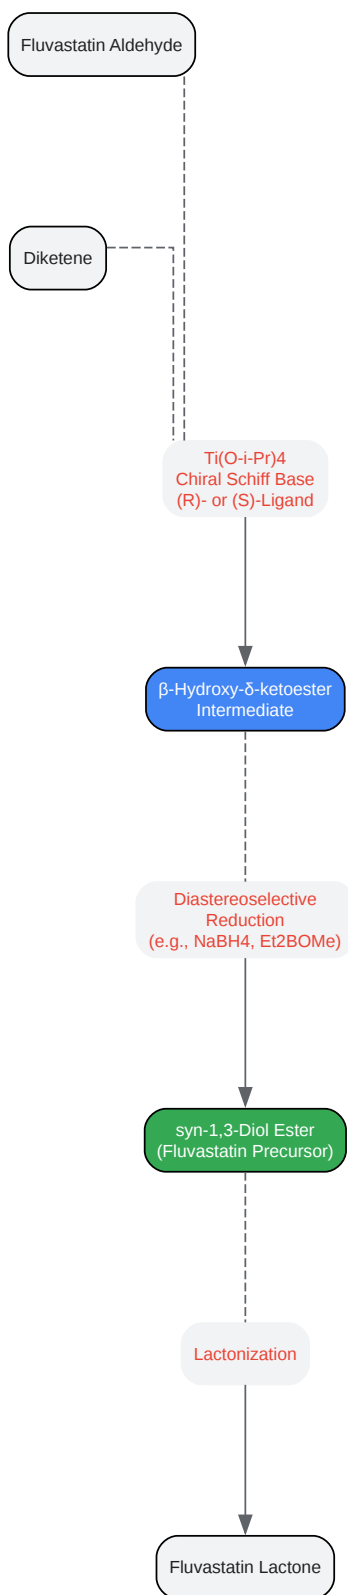 Fluvastatin Aldehyde
Diketene
Ti(O-i-Pr)4
Chiral Schiff Base
(R)- or (S)-Ligand
β-Hydroxy-δ-ketoester
Intermediate
Diastereoselective
Reduction
(e.g., NaBH4, Et2BOMe)
syn-1,3-Diol Ester
(Fluvastatin Precursor)
Lactonization
Fluvastatin Lactone